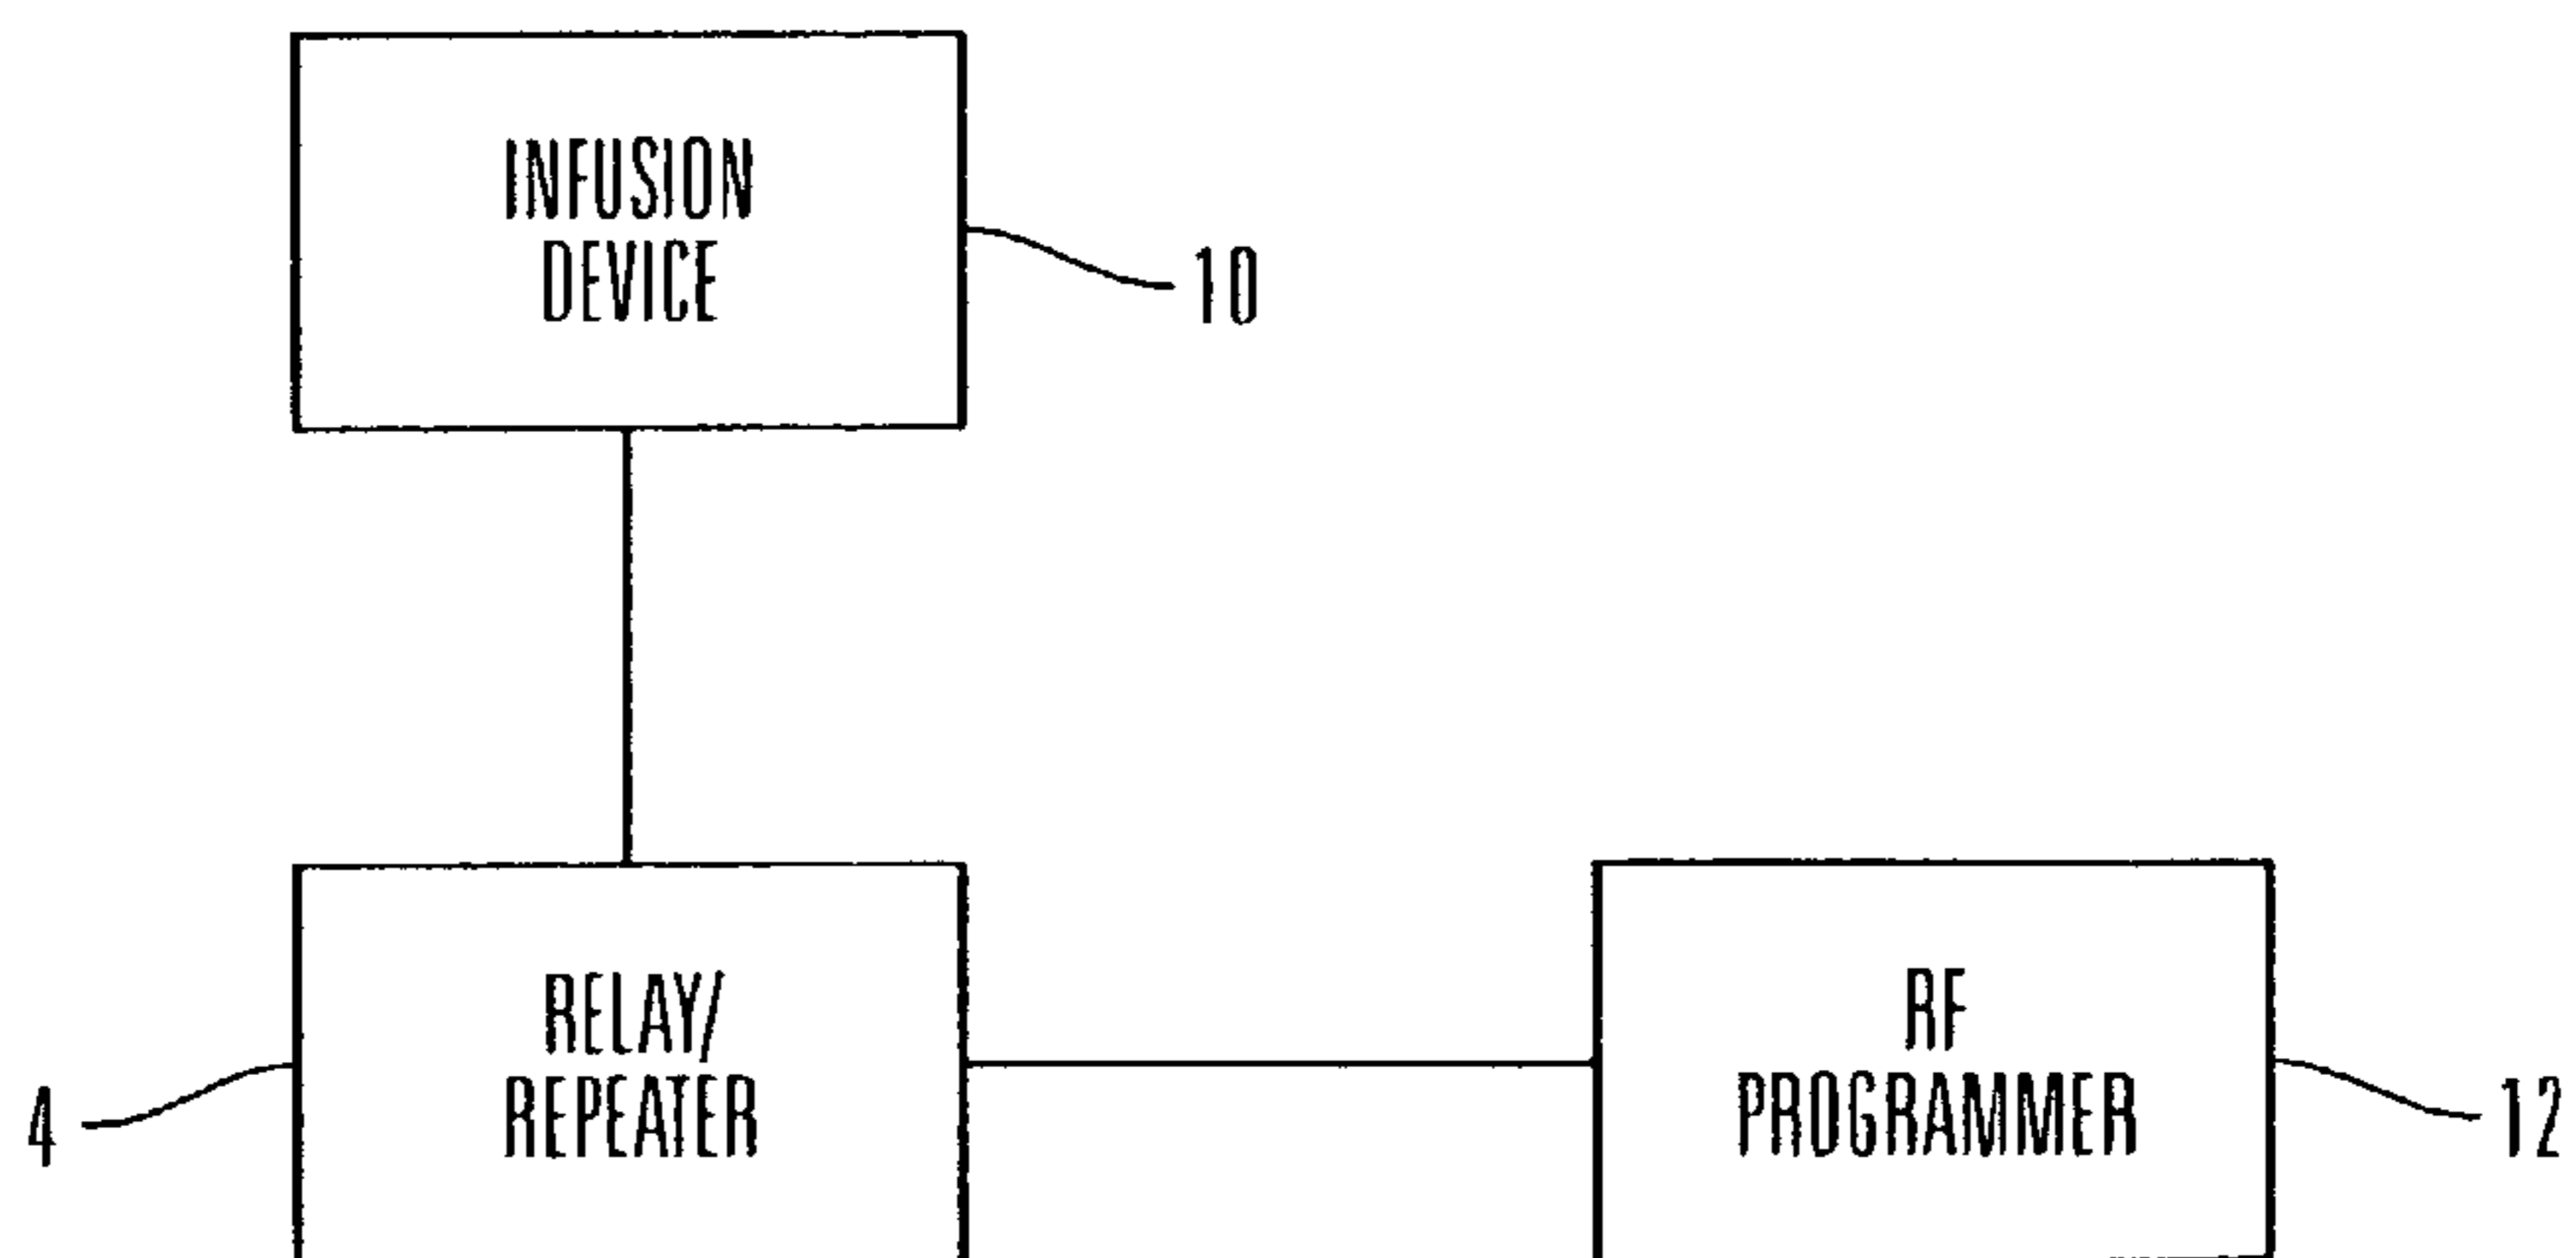 INFUSION
DEVICE
10
RELAY/
REPEATER
4
RF
PROGRAMMER
12